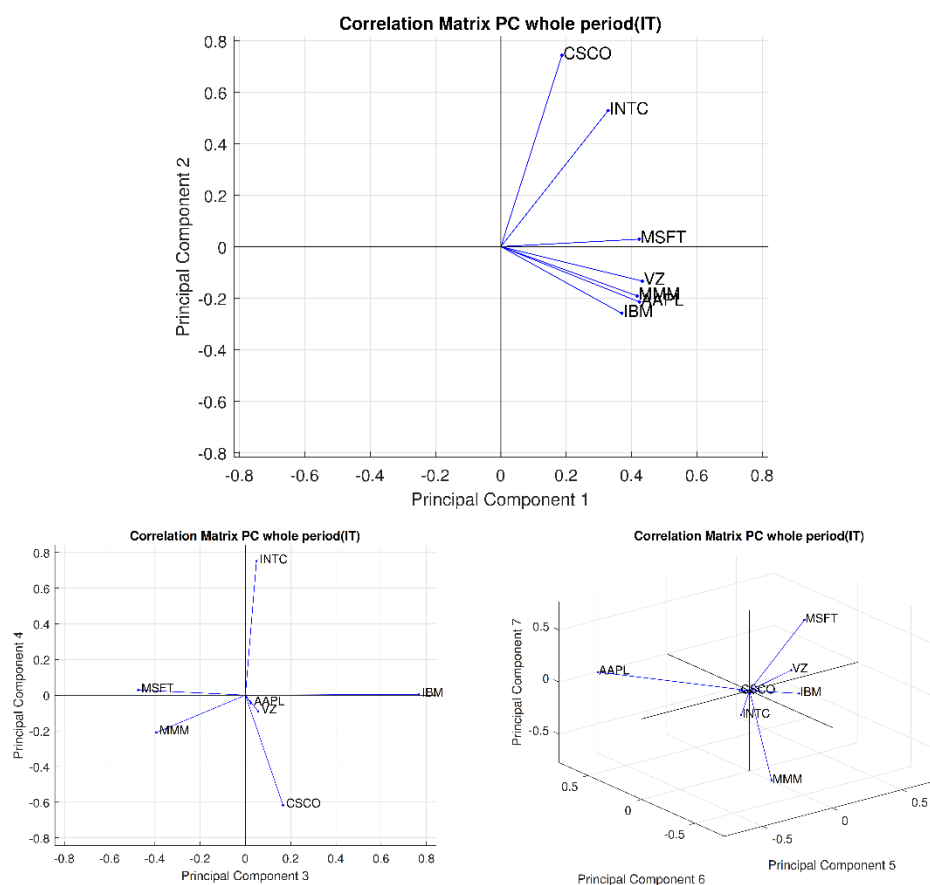 Correlation Matrix PC whole period(IT)
0.8
CSCO
0.6
INTC
0.4
0.2
MSFT
0
VZ
-0.2
MMM
AAPL
IBM
-0.4
-0.6
-0.8
-0.8 -0.6 -0.4 -0.2 0 0.2 0.4 0.6 0.8
Principal Component 2
Principal Component 1
Correlation Matrix PC whole period(IT)
0.8
INTC
0.6
0.4
0.2
MSFT
0
IBM
AAPL
VZ
-0.2
MMM
-0.4
-0.6
CSCO
-0.8
-0.8 -0.6 -0.4 -0.2 0 0.2 0.4 0.6 0.8
Principal Component 4
Principal Component 3
Correlation Matrix PC whole period(IT)
MSFT
0.5
AAPL
VZ
0
CSCO
IBM
INTC
-0.5
MMM
0.5
0
-0.5
-0.5
0
0.5
Principal Component 7
Principal Component 5
Principal Component 6